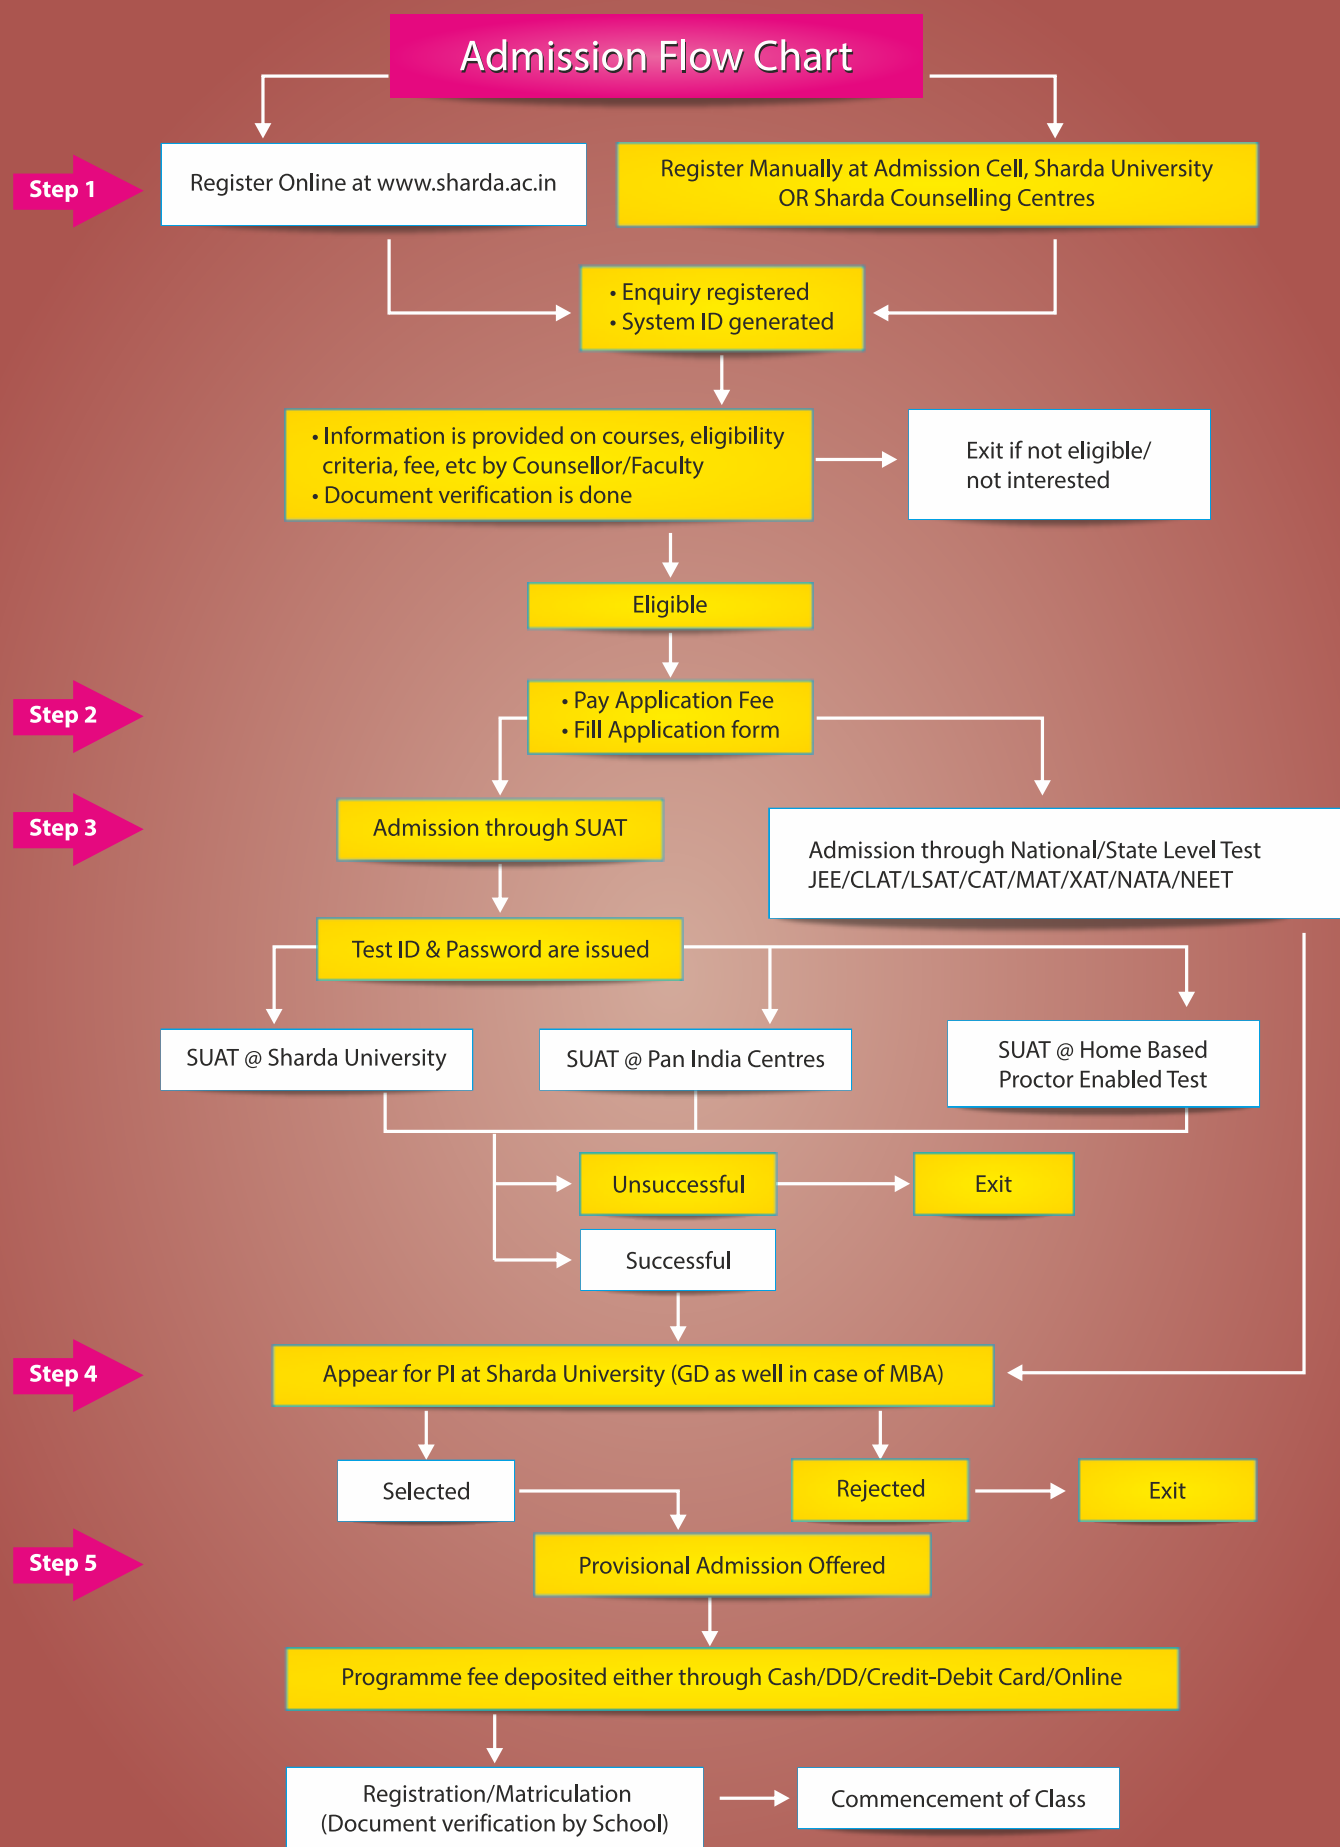 Admission Flow Chart
Step 1
Register Online at www.sharda.ac.in
Register Manually at Admission Cell, Sharda University
OR Sharda Counselling Centres
• Enquiry registered
• System ID generated
• Information is provided on courses, eligibility
criteria, fee, etc by Counsellor/Faculty
• Document verification is done
Exit if not eligible/
not interested
Eligible
Step 2
• Pay Application Fee
• Fill Application form
Step 3
Admission through SUAT
Admission through National/State Level Test
JEE/CLAT/LSAT/CAT/MAT/XAT/NATA/NEET
Test ID & Password are issued
SUAT @ Sharda University
SUAT @ Pan India Centres
SUAT @ Home Based
Proctor Enabled Test
Unsuccessful
Exit
Successful
Step 4
Appear for PI at Sharda University (GD as well in case of MBA)
Selected
Rejected
Exit
Step 5
Provisional Admission Offered
Programme fee deposited either through Cash/DD/Credit-Debit Card/Online
Registration/Matriculation
(Document verification by School)
Commencement of Class